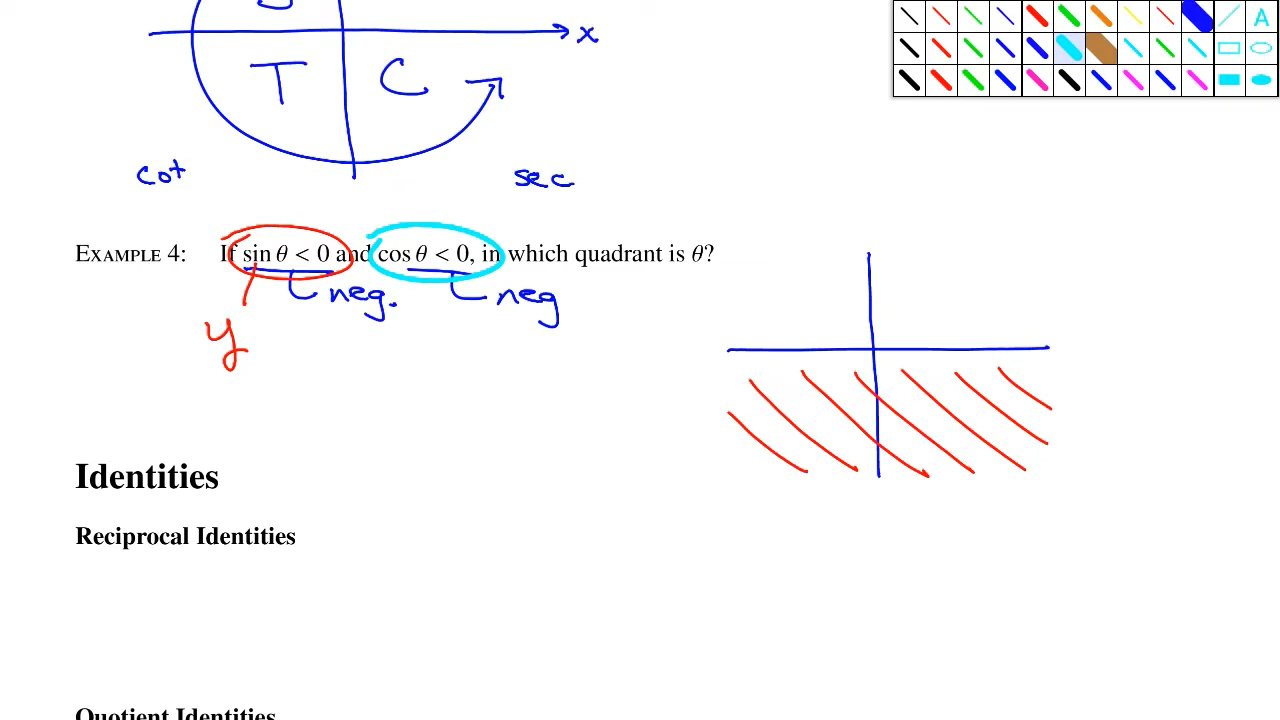 x
T C
cot sec
Example 4: If sin θ < 0 and cos θ < 0, in which quadrant is θ?
neg. neg
y
Identities
Reciprocal Identities
Quotient Identities
A